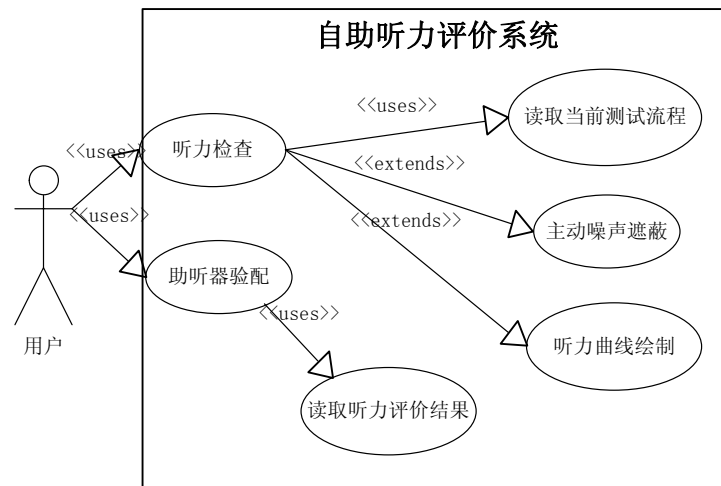 自助听力评价系统
<<uses>>
读取当前测试流程
<<uses>>
听力检查
<<extends>>
<<uses>>
<<extends>>
主动噪声遮蔽
助听器验配
<<uses>>
用户
听力曲线绘制
读取听力评价结果